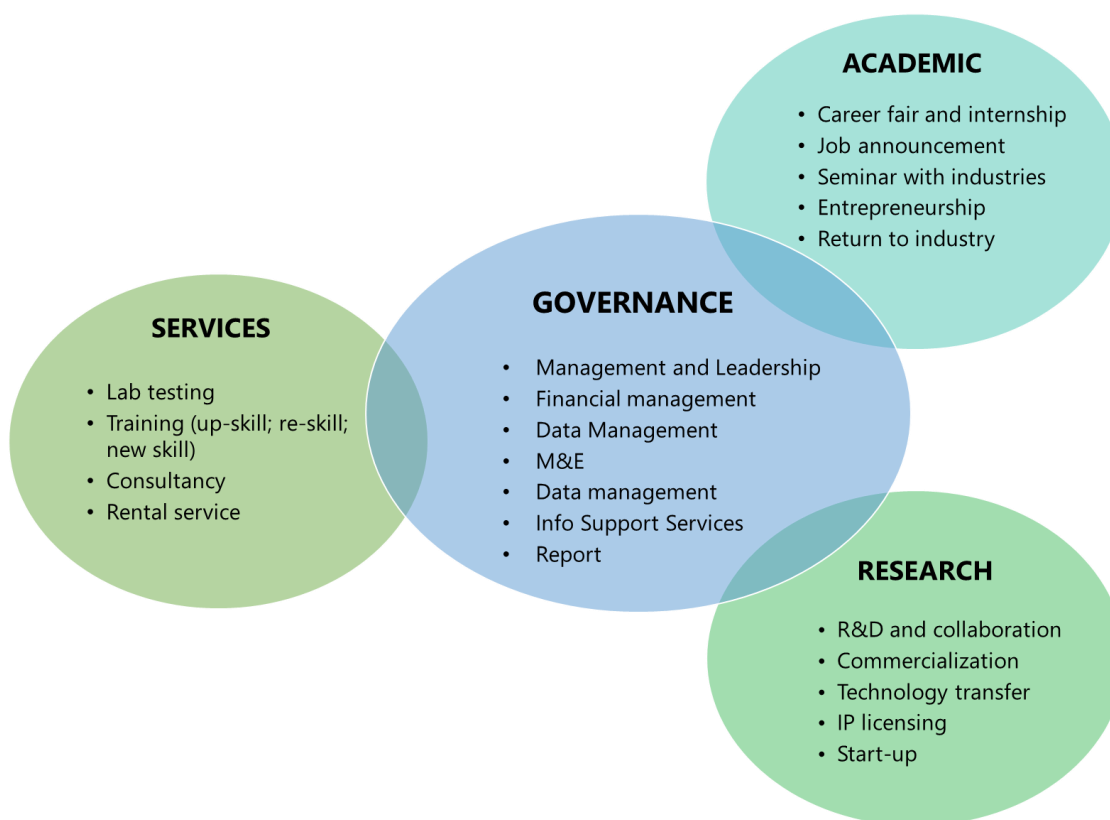 ACADEMIC
• Career fair and internship
• Job announcement
• Seminar with industries
• Entrepreneurship
• Return to industry
GOVERNANCE
• Management and Leadership
• Financial management
• Data Management
• M&E
• Data management
• Info Support Services
• Report
SERVICES
• Lab testing
• Training (up-skill; re-skill;
new skill)
• Consultancy
• Rental service
RESEARCH
• R&D and collaboration
• Commercialization
• Technology transfer
• IP licensing
• Start-up